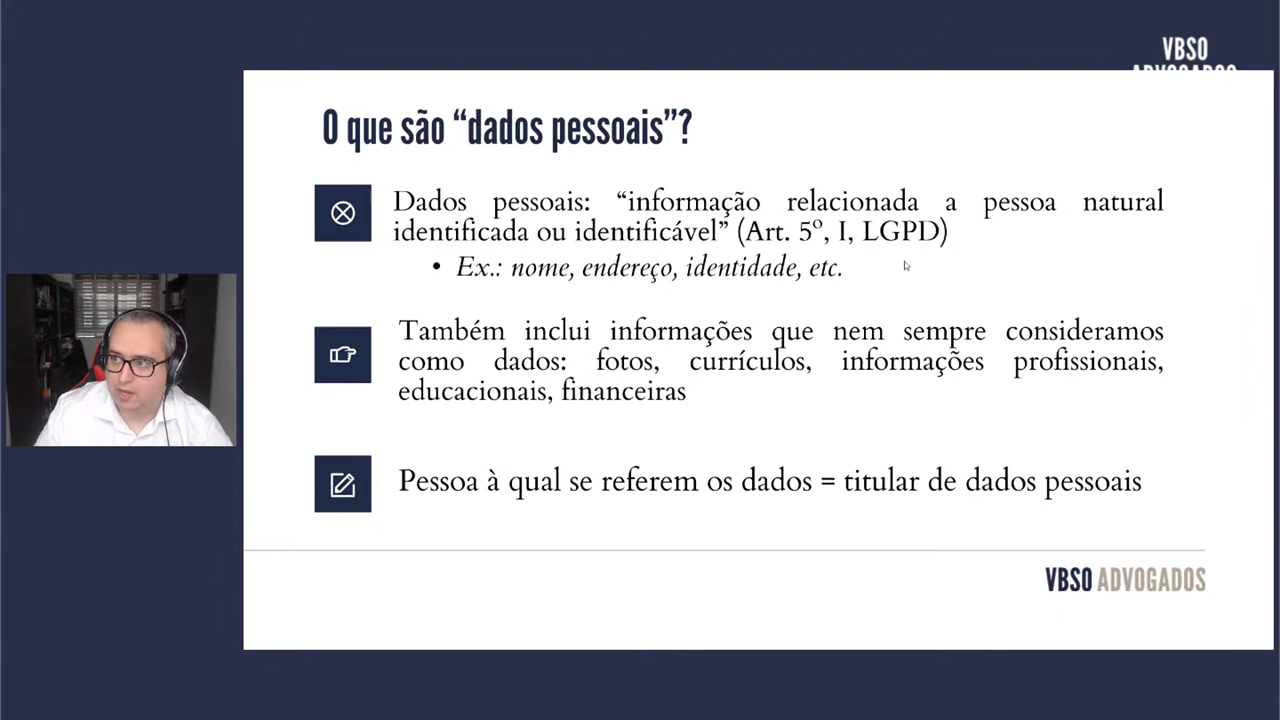 VBSO
ADVOGADOS
O que são “dados pessoais”?
Dados pessoais: “informação relacionada a pessoa natural
identificada ou identificável” (Art. 5º, I, LGPD)
• Ex.: nome, endereço, identidade, etc.
Também inclui informações que nem sempre consideramos
como dados: fotos, currículos, informações profissionais,
educacionais, financeiras
Pessoa à qual se referem os dados = titular de dados pessoais
VBSO ADVOGADOS